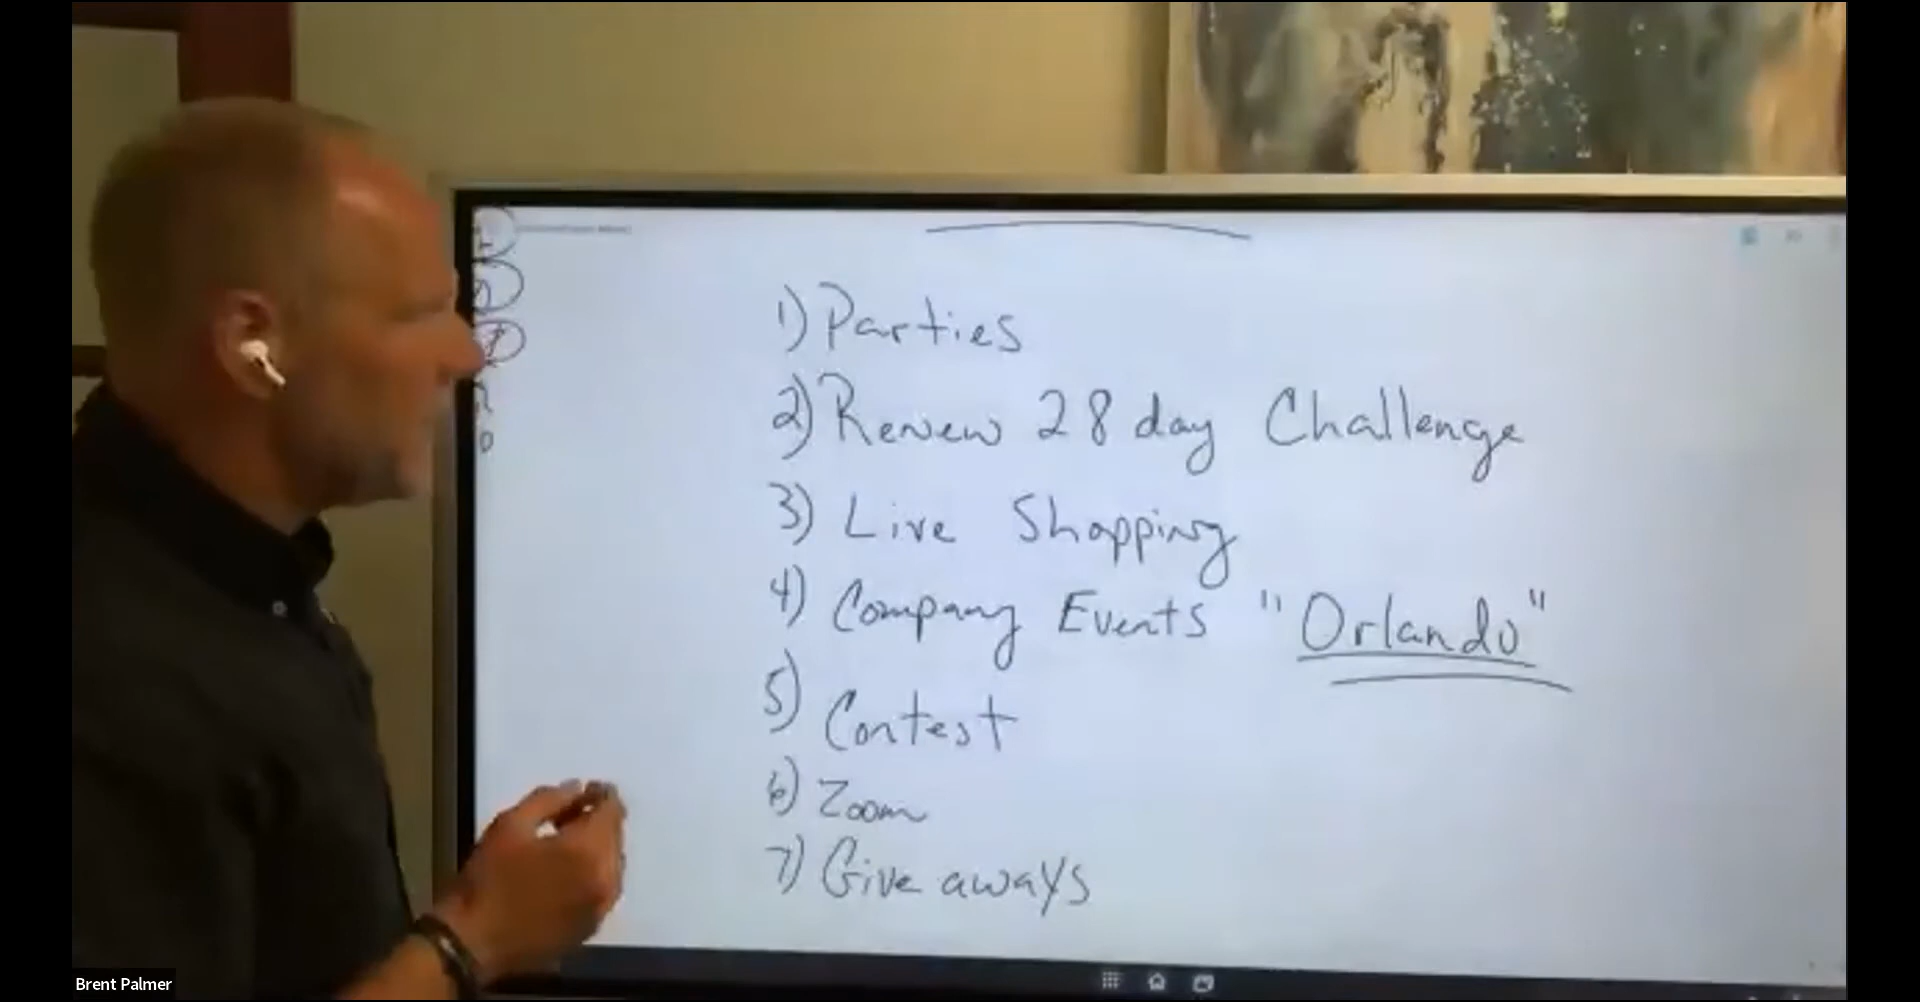 1) Parties
2) Renew 28 day Challenge
3) Live Shopping
4) Company Events "Orlando"
5) Contest
6) Zoom
7) Give aways
Brent Palmer